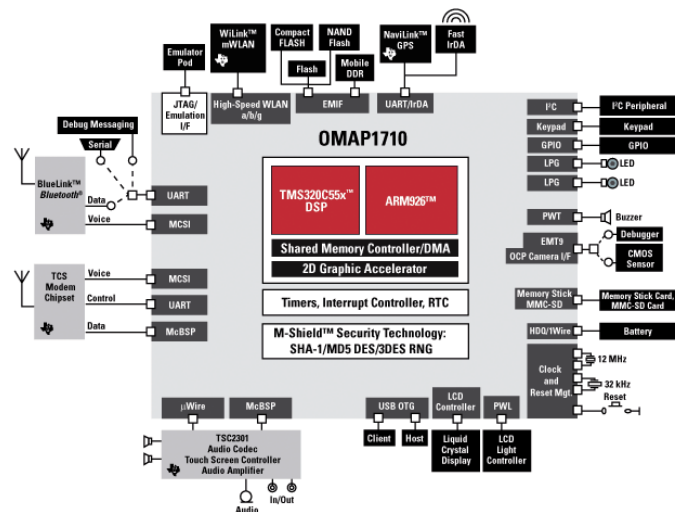 WiLink™
mWLAN
Compact
FLASH
NAND
Flash
NaviLink™
GPS
Fast
IrDA
Emulator
Pod
Flash
Mobile
DDR
JTAG/
Emulation
I/F
High-Speed WLAN
a/b/g
EMIF
UART/IrDA
OMAP1710
I²C
I²C Peripheral
Keypad
Keypad
GPIO
GPIO
LPG
LED
LPG
LED
Debug Messaging
Serial
BlueLink™
Bluetooth®
Data
UART
Voice
MCSI
TMS320C55x™
DSP
ARM926™
Shared Memory Controller/DMA
2D Graphic Accelerator
PWT
Buzzer
EMT9
OCP Camera I/F
Debugger
CMOS
Sensor
TCS
Modem
Chipset
Voice
MCSI
Control
UART
Data
McBSP
Timers, Interrupt Controller, RTC
M-Shield™ Security Technology:
SHA-1/MD5 DES/3DES RNG
Memory Stick
MMC-SD
Memory Stick Card,
MMC-SD Card
HDQ/1Wire
Battery
Clock
and
Reset Mgt.
12 MHz
32 kHz
Reset
µWire
McBSP
USB OTG
LCD
Controller
PWL
Client
Host
Liquid
Crystal
Display
LCD
Light
Controller
TSC2301
Audio Codec
Touch Screen Controller
Audio Amplifier
Audio
In/Out